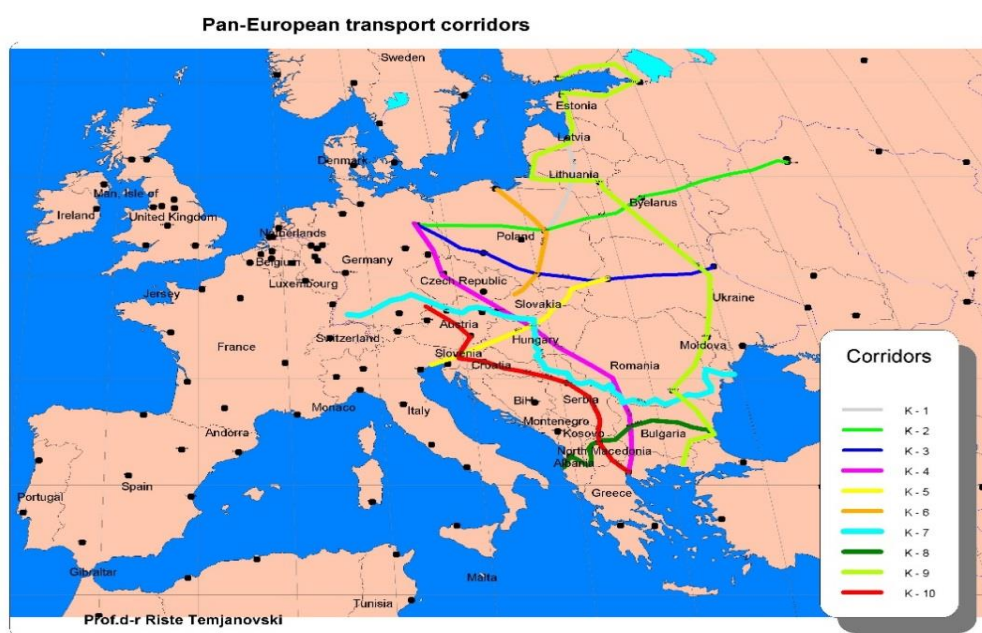 Pan-European transport corridors
Sweden
Estonia
Latvia
Denmark
Lithuania
Man, Isle of
Ireland
United Kingdom
Byelarus
Netherlands
Poland
Belgium
Germany
Luxembourg
Czech Republic
Jersey
Slovakia
Ukraine
Austria
France
Switzerland
Hungary
Moldova
Slovenia
Croatia
Romania
Monaco
Italy
BiH
Serbia
Andorra
Montenegro
Kosovo
Bulgaria
North Macedonia
Albania
Portugal
Spain
Greece
Gibraltar
Malta
Tunisia
Prof.d-r Riste Temjanovski
Corridors
K - 1
K - 2
K - 3
K - 4
K - 5
K - 6
K - 7
K - 8
K - 9
K - 10